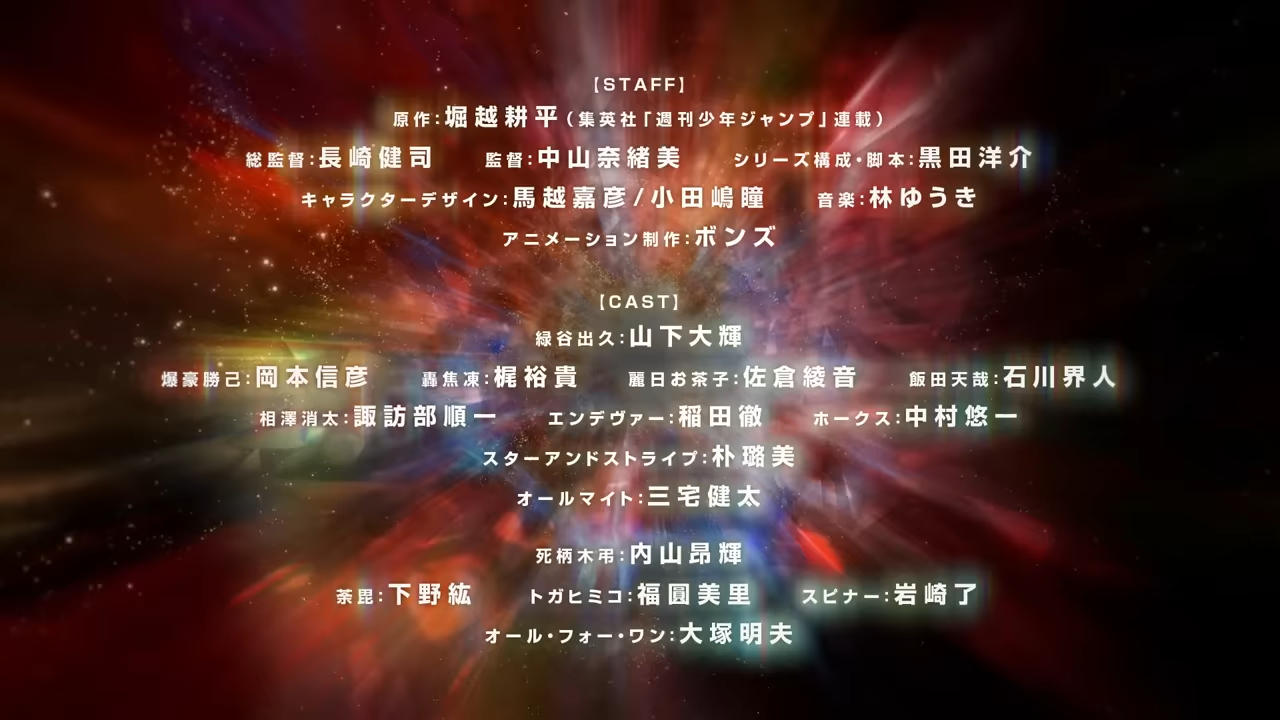 【STAFF】
原作:堀越耕平(集英社「週刊少年ジャンプ」連載)
総監督:長崎健司 監督:中山奈緒美 シリーズ構成・脚本:黒田洋介
キャラクターデザイン:馬越嘉彦/小田嶋瞳 音楽:林ゆうき
アニメーション制作:ボンズ
【CAST】
緑谷出久:山下大輝
爆豪勝己:岡本信彦 轟焦凍:梶裕貴 麗日お茶子:佐倉綾音 飯田天哉:石川界人
相澤消太:諏訪部順一 エンデヴァー:稲田徹 ホークス:中村悠一
スターアンドストライプ:朴璐美
オールマイト:三宅健太
死柄木弔:内山昂輝
荼毘:下野紘 トガヒミコ:福圓美里 スピナー:岩崎了
オール・フォー・ワン:大塚明夫